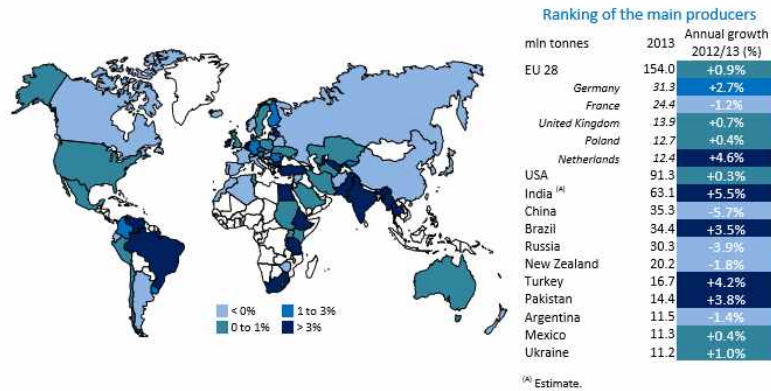 Ranking of the main producers
mln tonnes 2013 Annual growth 2012/13 (%)
EU 28 154.0 +0.9%
Germany 31.3 +2.7%
France 24.4 -1.2%
United Kingdom 13.9 +0.7%
Poland 12.7 +0.4%
Netherlands 12.4 +4.6%
USA 91.3 +0.3%
India (A) 63.1 +5.5%
China 35.3 -5.7%
Brazil 34.4 +3.5%
Russia 30.3 -3.9%
New Zealand 20.2 -1.8%
Turkey 16.7 +4.2%
Pakistan 14.4 +3.8%
Argentina 11.5 -1.4%
Mexico 11.3 +0.4%
Ukraine 11.2 +1.0%
(A) Estimate.
< 0% 1 to 3%
0 to 1% > 3%